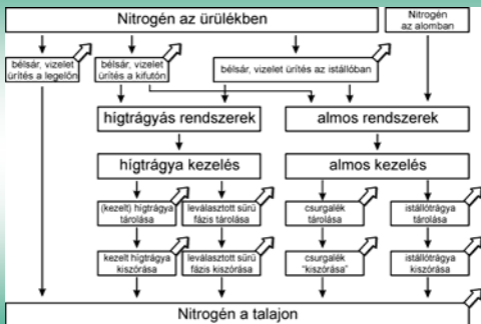 Nitrogén az ürülékben
Nitrogén
az alomban
bélsár, vizelet
ürítés a legelőn
bélsár, vizelet
ürítés a kifutón
bélsár, vizelet ürítés az istállóban
hígtrágyás rendszerek
almos rendszerek
hígtrágya kezelés
almos kezelés
(kezelt) hígtrágya
tárolása
leválasztott sűrű
fázis tárolása
csurgalék
tárolása
istállótrágya
tárolása
kezelt hígtrágya
kiszórása
leválasztott sűrű
fázis kiszórása
csurgalék
"kiszórása"
istállótrágya
kiszórása
Nitrogén a talajon